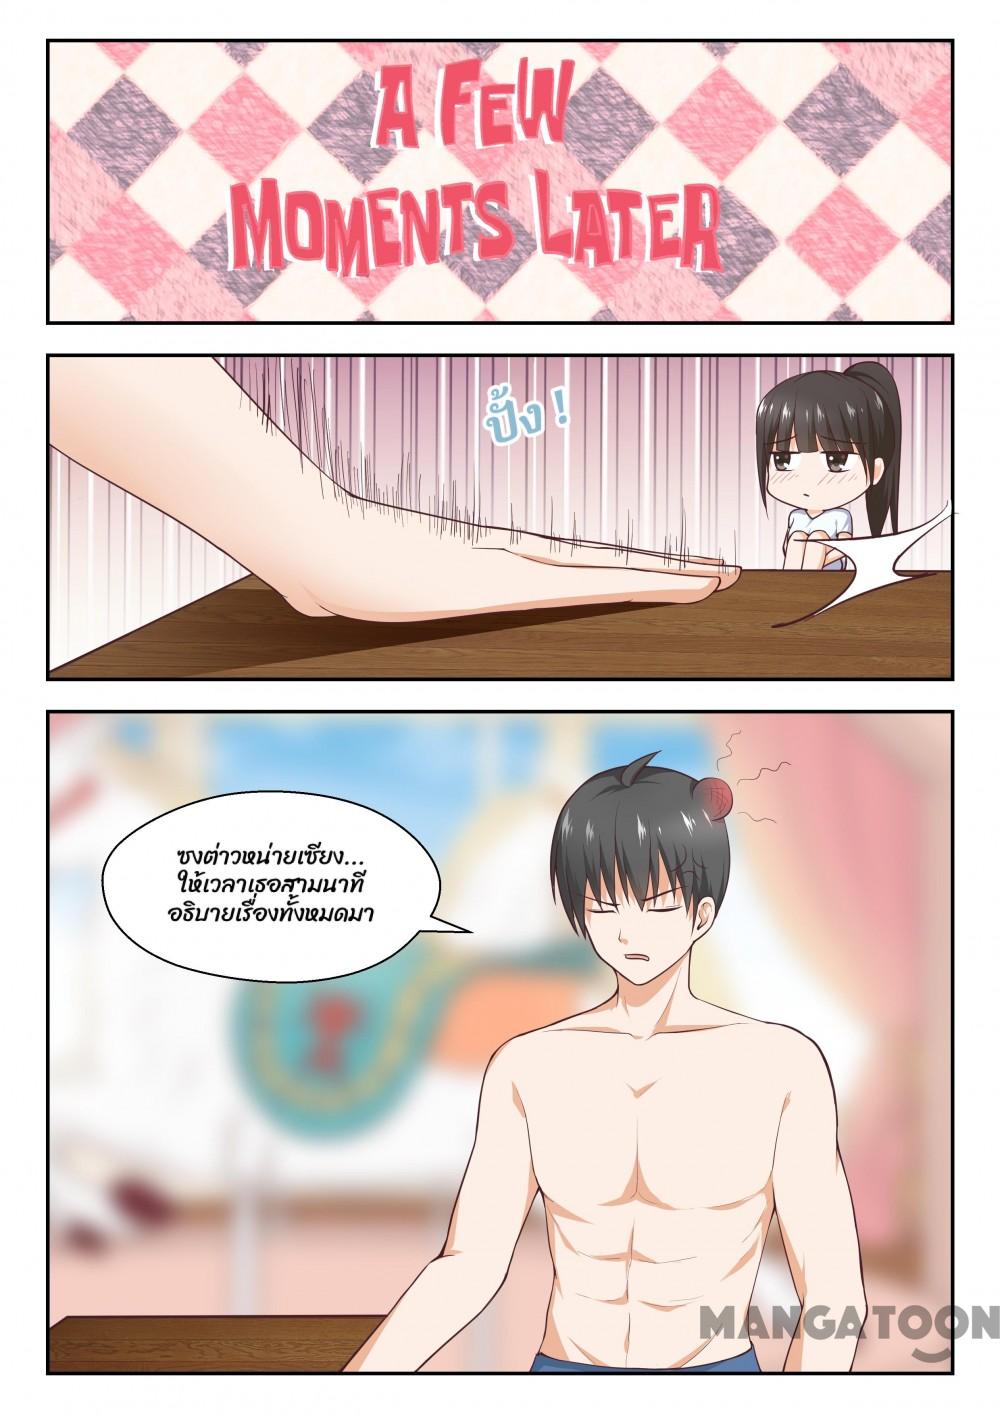 A FEW
MOMENTS LATER
ปั้ง !
ซงต่าวหน่ายเซียง...
ให้เวลาเธอสามนาที
อธิบายเรื่องทั้งหมดมา
MANGATOON